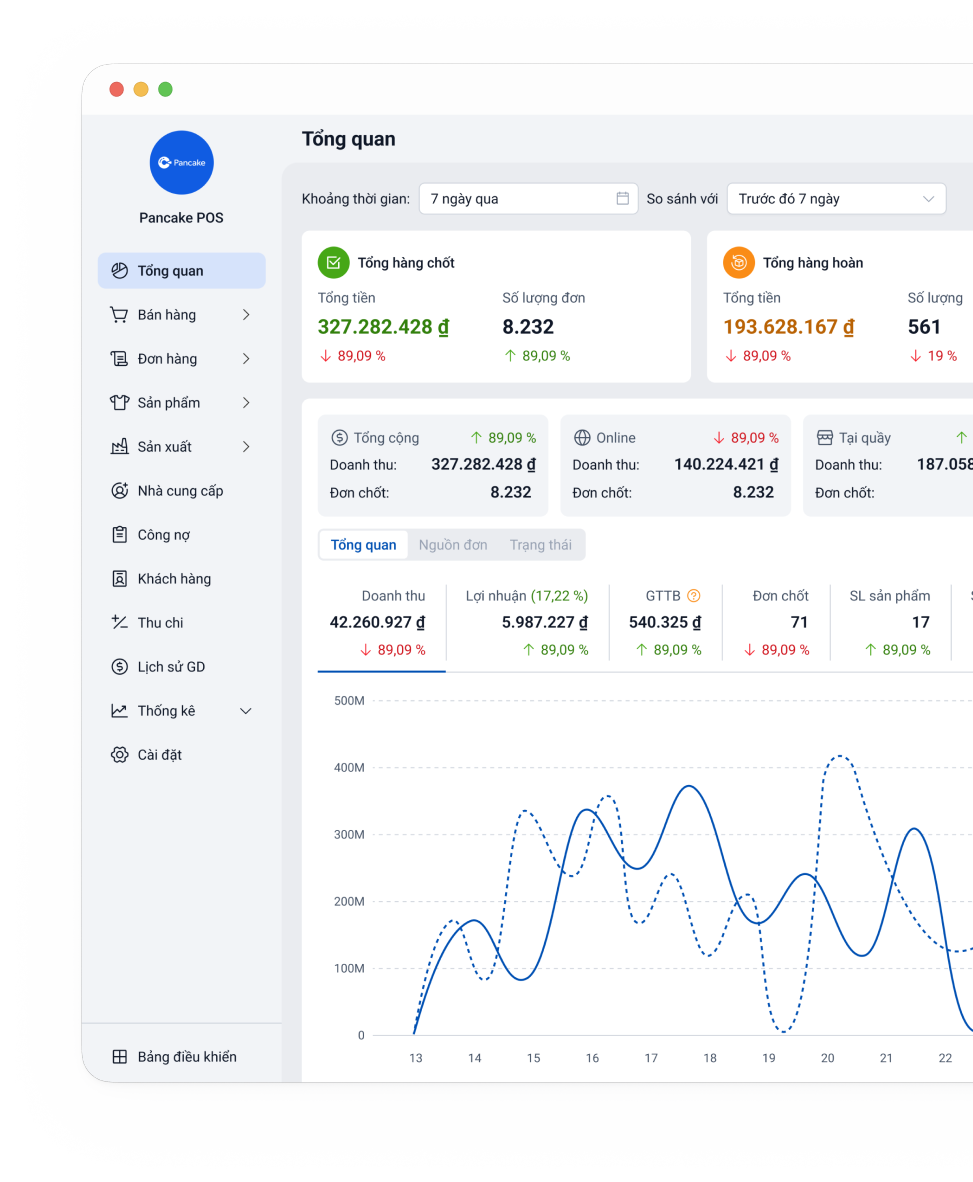 Tổng quan
Pancake
Pancake POS
Tổng quan
Bán hàng
Đơn hàng
Sản phẩm
Sản xuất
Nhà cung cấp
Công nợ
Khách hàng
Thu chi
Lịch sử GD
Thống kê
Cài đặt
Bảng điều khiển
Khoảng thời gian: 7 ngày qua So sánh với Trước đó 7 ngày
Tổng hàng chốt
Tổng tiền Số lượng đơn
327.282.428 ₫ 8.232
↓ 89,09 % ↑ 89,09 %
Tổng hàng hoàn
Tổng tiền Số lượng
193.628.167 ₫ 561
↓ 89,09 % ↓ 19 %
Tổng cộng ↑ 89,09 %
Doanh thu: 327.282.428 ₫
Đơn chốt: 8.232
Online ↓ 89,09 %
Doanh thu: 140.224.421 ₫
Đơn chốt: 8.232
Tại quầy ↑
Doanh thu: 187.058
Đơn chốt:
Tổng quan Nguồn đơn Trạng thái
Doanh thu Lợi nhuận (17,22 %) GTTB Đơn chốt SL sản phẩm
42.260.927 ₫ 5.987.227 ₫ 540.325 ₫ 71 17
↓ 89,09 % ↑ 89,09 % ↑ 89,09 % ↓ 89,09 % ↑ 89,09 %
500M
400M
300M
200M
100M
0
13 14 15 16 17 18 19 20 21 22